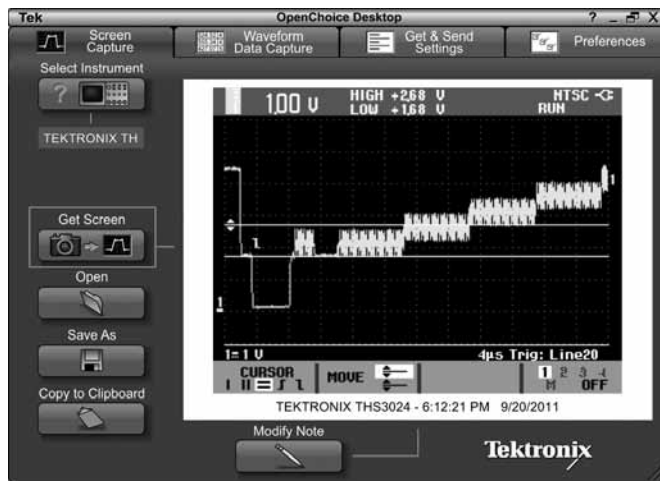 Tek OpenChoice Desktop ? _ X
Screen Capture
Waveform Data Capture
Get & Send Settings
Preferences
Select Instrument
?
TEKTRONIX TH
Get Screen
Open
Save As
Copy to Clipboard
1.00 V
HIGH +2.68 V
LOW +1.68 V
NTSC
RUN
1
1
1= 1 V
4µs Trig: Line20
CURSOR
MOVE
1 2 3 4
M OFF
TEKTRONIX THS3024 - 6:12:21 PM 9/20/2011
Modify Note
Tektronix